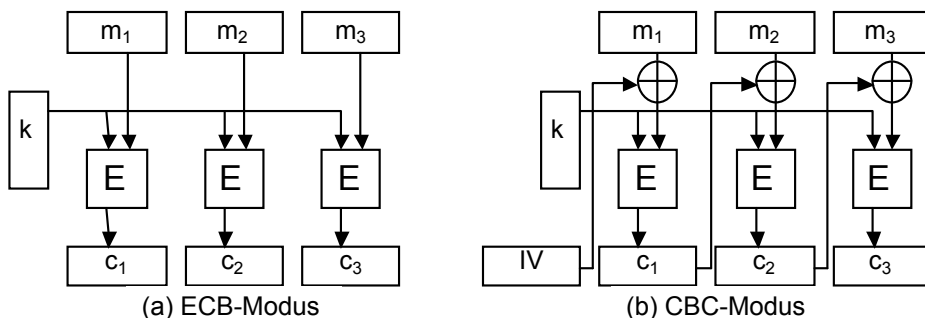 m₁ m₂ m₃
k
E E E
c₁ c₂ c₃
(a) ECB-Modus
m₁ m₂ m₃
k
E E E
IV c₁ c₂ c₃
(b) CBC-Modus